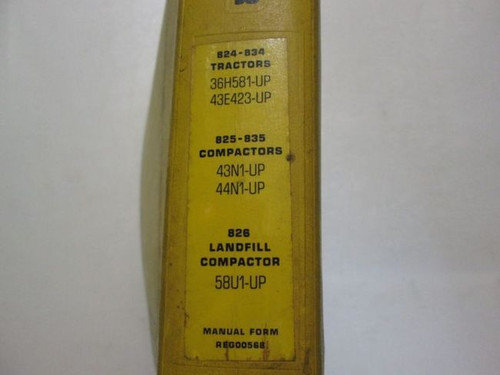 824-834
TRACTORS
36H581-UP
43E423-UP
825-835
COMPACTORS
43N1-UP
44N1-UP
826
LANDFILL
COMPACTOR
58U1-UP
MANUAL FORM
REG00568